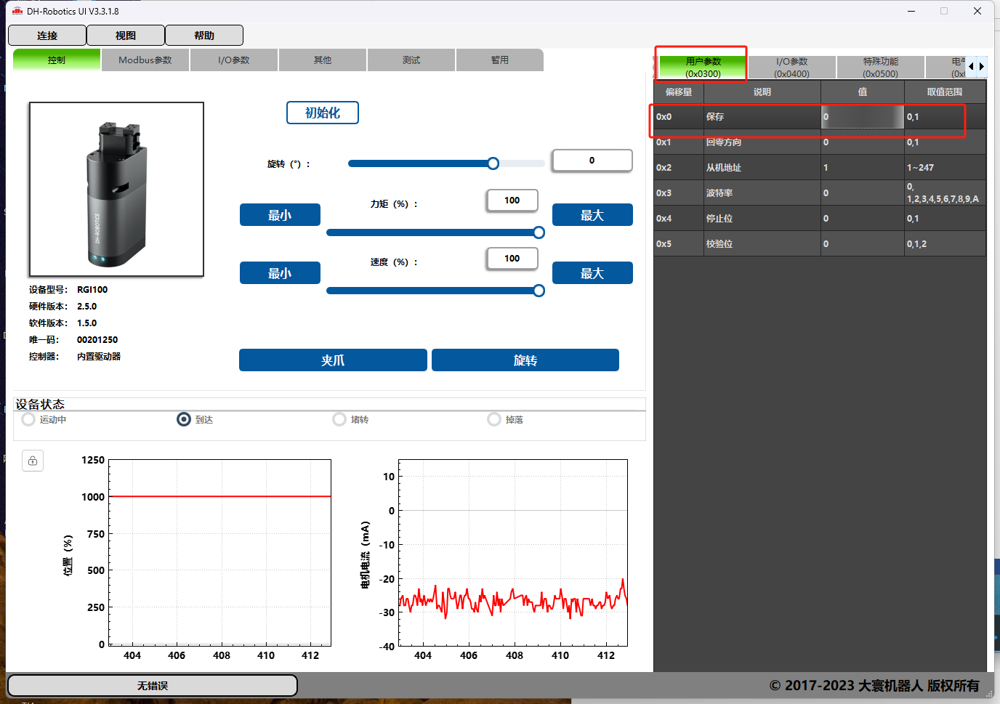 DH-Robotics UI V3.3.1.8
连接 视图 帮助
控制 Modbus参数 I/O参数 其他 测试 暂用
初始化
旋转 (°) : 0
力矩 (%) : 100
最小 最大
速度 (%) : 100
最小 最大
DH-ROBOTICS
设备型号: RGI100
硬件版本: 2.5.0
软件版本: 1.5.0
唯一码: 00201250
控制器: 内置驱动器
夹爪 旋转
设备状态
运动中 到达 堵转 掉落
位置 (%)
1250
1000
750
500
250
0
404 406 408 410 412
电机电流 (mA)
10
0
-10
-20
-30
-40
404 406 408 410 412
用户参数 I/O参数 特殊功能
(0x0300) (0x0400) (0x0500)
偏移量 说明 值 取值范围
0x0 保存 0 0,1
0x1 回零方向 0 0,1
0x2 从机地址 1 1~247
0x3 波特率 0 0,
1,2,3,4,5,6,7,8,9,A
0x4 停止位 0 0,1
0x5 校验位 0 0,1,2
无错误
© 2017-2023 大寰机器人 版权所有